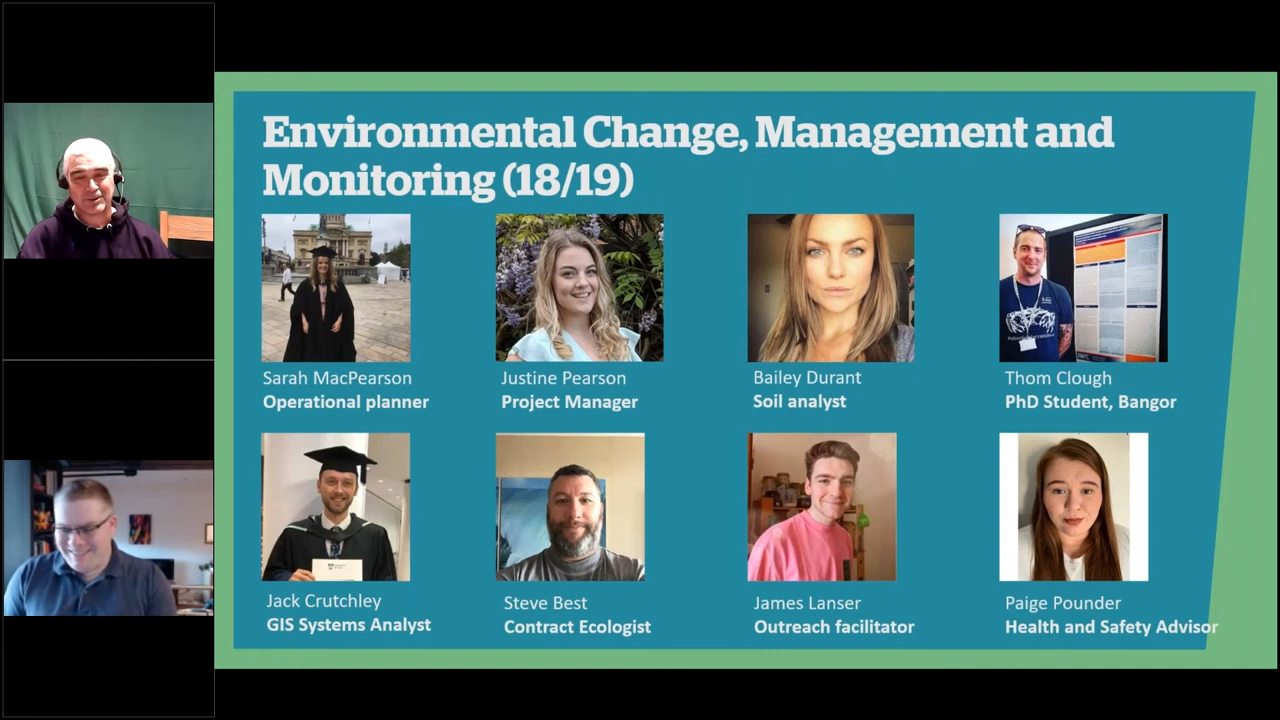 Environmental Change, Management and
Monitoring (18/19)
Sarah MacPearson
Operational planner
Justine Pearson
Project Manager
Bailey Durant
Soil analyst
Thom Clough
PhD Student, Bangor
Jack Crutchley
GIS Systems Analyst
Steve Best
Contract Ecologist
James Lanser
Outreach facilitator
Paige Pounder
Health and Safety Advisor